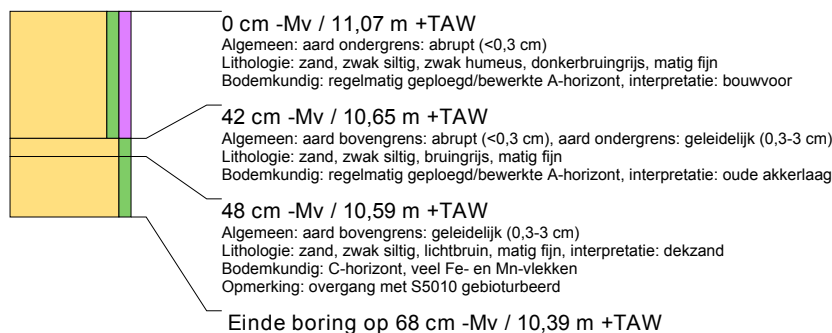 0 cm -Mv / 11,07 m +TAW
Algemeen: aard ondergrens: abrupt (<0,3 cm)
Lithologie: zand, zwak siltig, zwak humeus, donkerbruingrijs, matig fijn
Bodemkundig: regelmatig geploegd/bewerkte A-horizont, interpretatie: bouwvoor
42 cm -Mv / 10,65 m +TAW
Algemeen: aard bovengrens: abrupt (<0,3 cm), aard ondergrens: geleidelijk (0,3-3 cm)
Lithologie: zand, zwak siltig, bruingrijs, matig fijn
Bodemkundig: regelmatig geploegd/bewerkte A-horizont, interpretatie: oude akkerlaag
48 cm -Mv / 10,59 m +TAW
Algemeen: aard bovengrens: geleidelijk (0,3-3 cm)
Lithologie: zand, zwak siltig, lichtbruin, matig fijn, interpretatie: dekzand
Bodemkundig: C-horizont, veel Fe- en Mn-vlekken
Opmerking: overgang met S5010 gebioturbeerd
Einde boring op 68 cm -Mv / 10,39 m +TAW